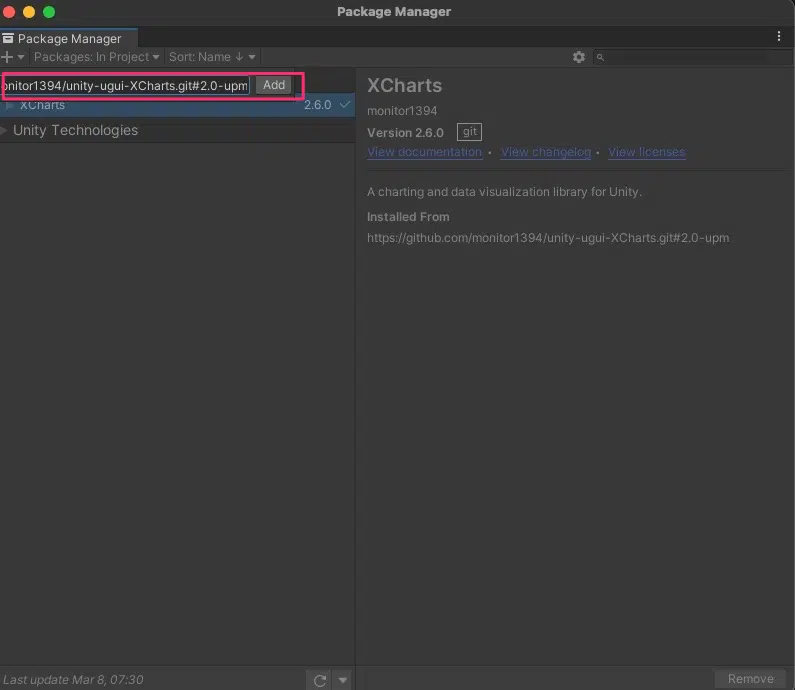 Package Manager
Package Manager
Packages: In Project
Sort: Name ↓
onitor1394/unity-ugui-XCharts.git#2.0-upm
Add
XCharts
2.6.0
Unity Technologies
XCharts
monitor1394
Version 2.6.0
git
View documentation • View changelog • View licenses
A charting and data visualization library for Unity.
Installed From
https://github.com/monitor1394/unity-ugui-XCharts.git#2.0-upm
Last update Mar 8, 07:30
Remove